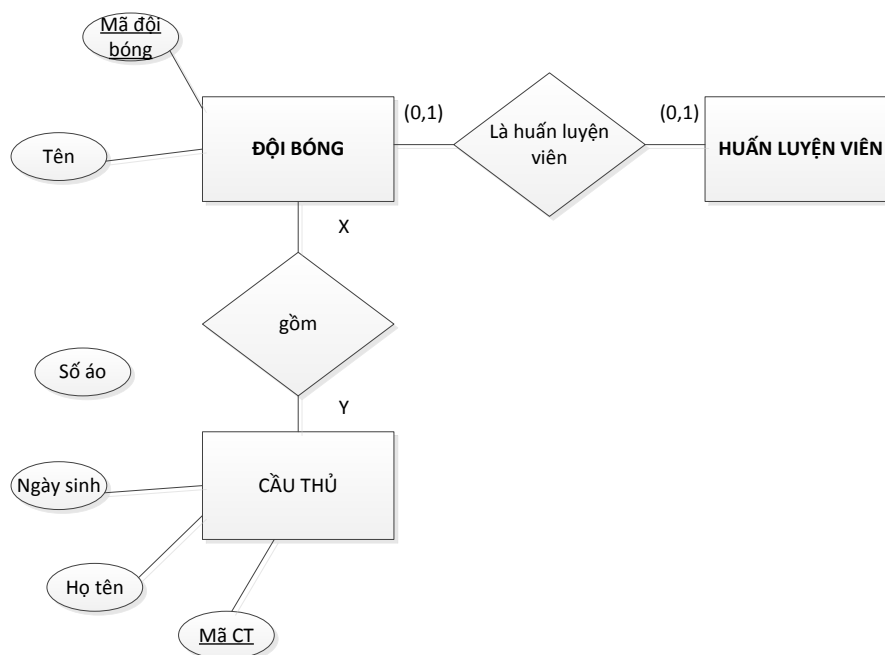 Mã đội
bóng
Tên
ĐỘI BÓNG
(0,1)
Là huấn luyện
viên
(0,1)
HUẤN LUYỆN VIÊN
X
gồm
Số áo
Y
Ngày sinh
CẦU THỦ
Họ tên
Mã CT